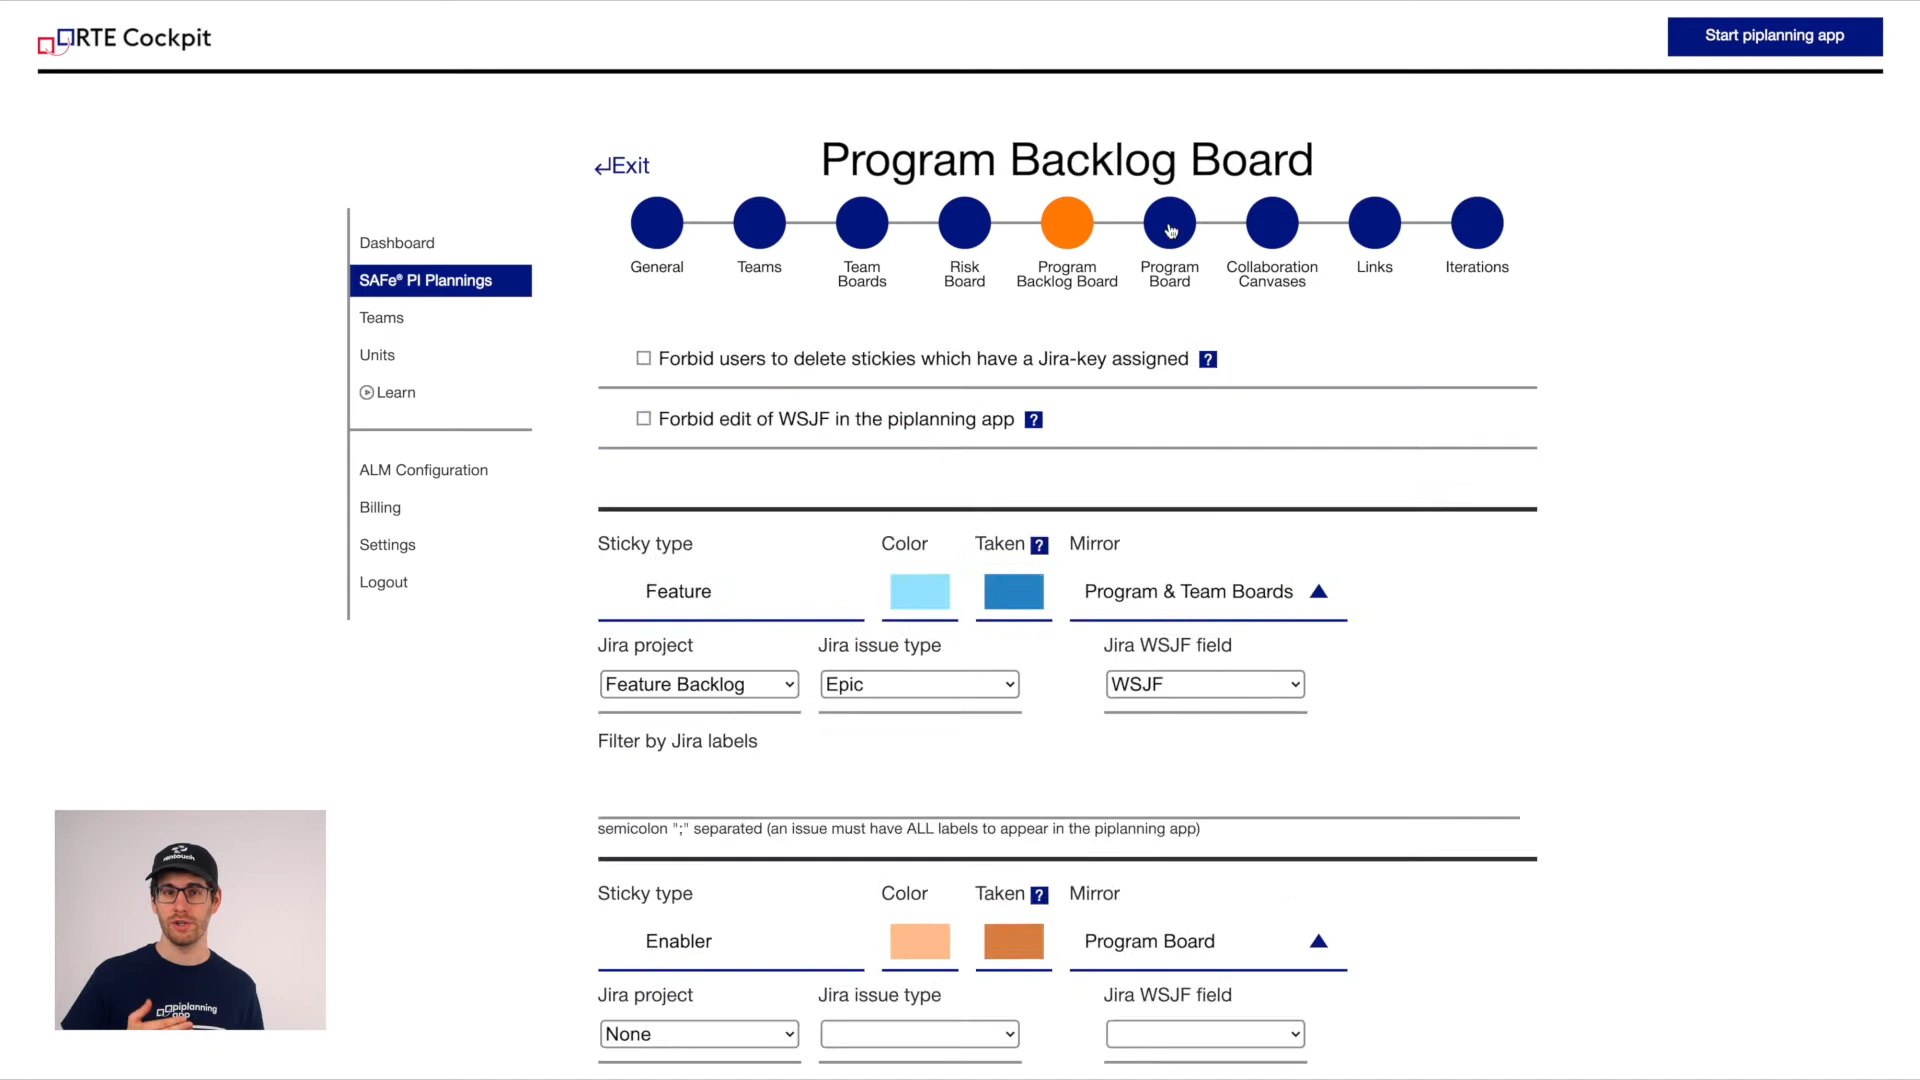 RTE Cockpit
Start piplanning app
Exit
Program Backlog Board
General
Teams
Team
Boards
Risk
Board
Program
Backlog Board
Program
Board
Collaboration
Canvases
Links
Iterations
Dashboard
SAFe® PI Plannings
Teams
Units
Learn
ALM Configuration
Billing
Settings
Logout
Forbid users to delete stickies which have a Jira-key assigned ?
Forbid edit of WSJF in the piplanning app ?
Sticky type Color Taken ? Mirror
Feature Program & Team Boards
Jira project Jira issue type Jira WSJF field
Feature Backlog Epic WSJF
Filter by Jira labels
semicolon ";" separated (an issue must have ALL labels to appear in the piplanning app)
Sticky type Color Taken ? Mirror
Enabler Program Board
Jira project Jira issue type Jira WSJF field
None
rentouch
piplanning
app